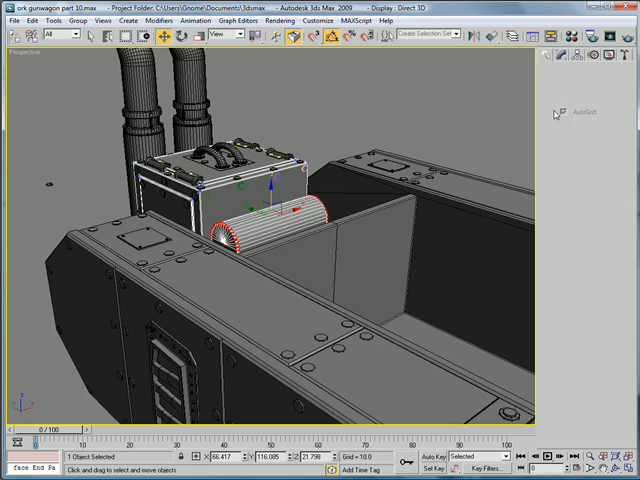 ork gunwagon part 10.max - Project Folder: C:\Users\Gnome\Documents\3dsmax - Autodesk 3ds Max 2009 - Display : Direct 3D
File Edit Tools Group Views Create Modifiers Animation Graph Editors Rendering Customize MAXScript Help
All View Create Selection Set
Perspective
AutoGrid
0 / 100
0 10 20 30 40 50 60 70 80 90 100
1 Object Selected X: 66.417 Y: 116.085 Z: 21.798 Grid = 10.0 Auto Key Selected
face End Pa Click and drag to select and move objects Add Time Tag Set Key Key Filters... 0